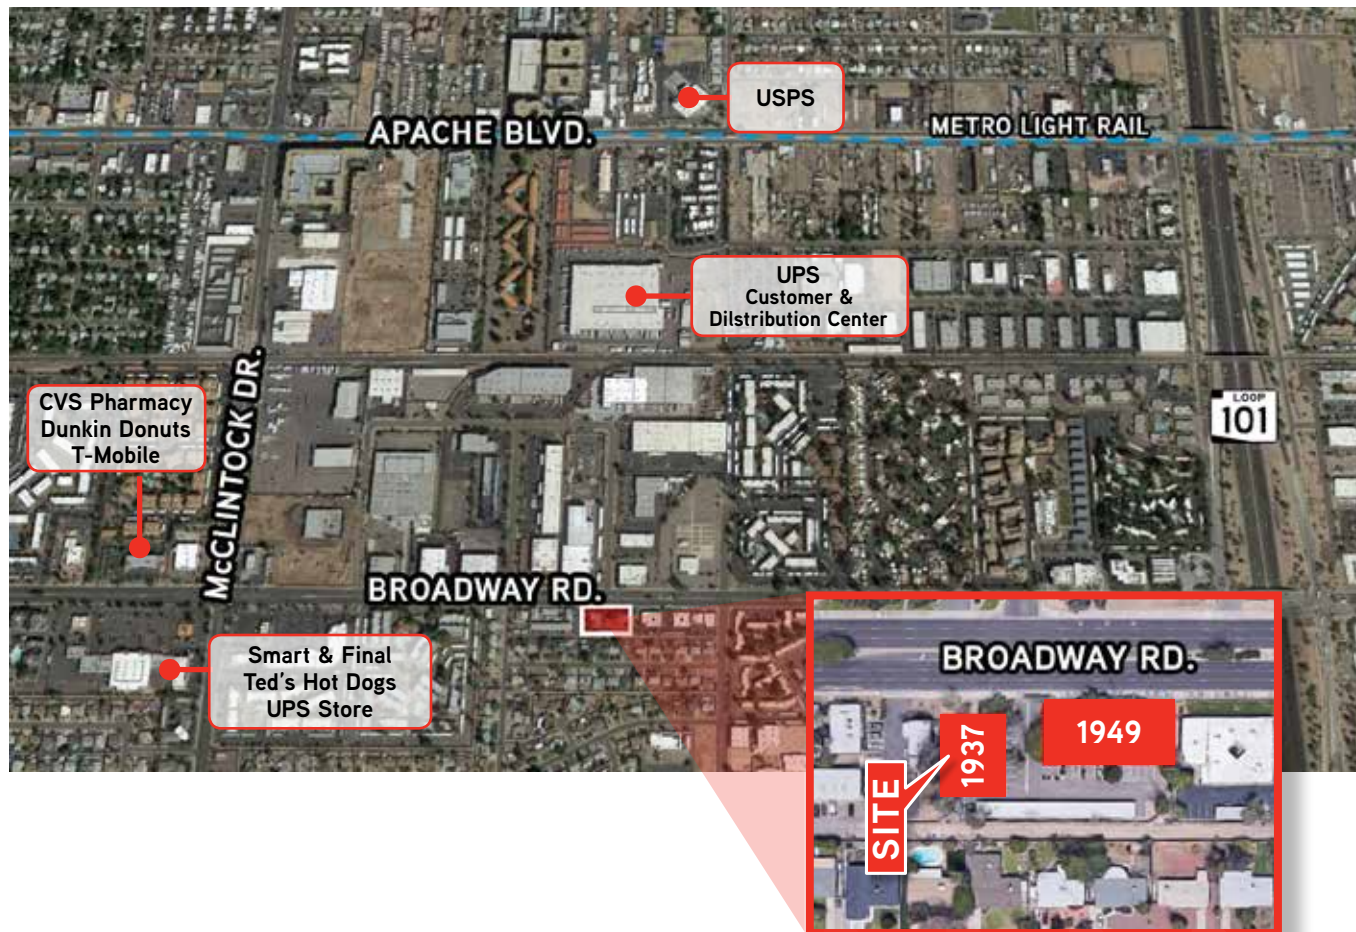 USPS
APACHE BLVD.
METRO LIGHT RAIL
UPS
Customer &
Dilstribution Center
LOOP
101
CVS Pharmacy
Dunkin Donuts
T-Mobile
McCLINTOCK DR.
BROADWAY RD.
Smart & Final
Ted's Hot Dogs
UPS Store
BROADWAY RD.
1937
1949
SITE